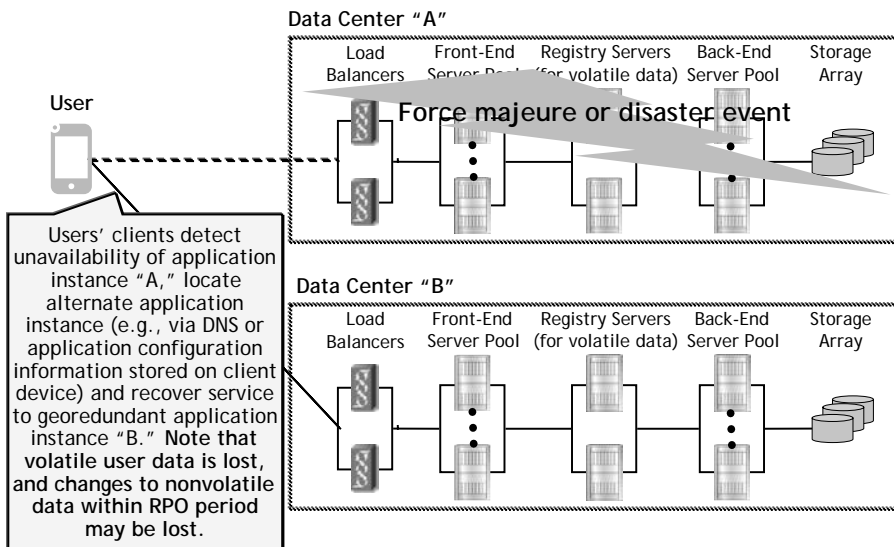 Data Center “A”
Load Balancers
Front-End Server Pool
Registry Servers (for volatile data)
Back-End Server Pool
Storage Array
User
Force majeure or disaster event
Users’ clients detect
unavailability of application
instance “A,” locate
alternate application
instance (e.g., via DNS or
application configuration
information stored on client
device) and recover service
to georedundant application
instance “B.” Note that
volatile user data is lost,
and changes to nonvolatile
data within RPO period
may be lost.
Data Center “B”
Load Balancers
Front-End Server Pool
Registry Servers (for volatile data)
Back-End Server Pool
Storage Array